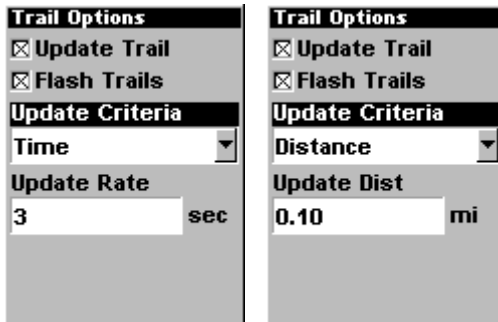 Trail Options
Update Trail
Flash Trails
Update Criteria
Time
Update Rate
3 sec
Trail Options
Update Trail
Flash Trails
Update Criteria
Distance
Update Dist
0.10 mi